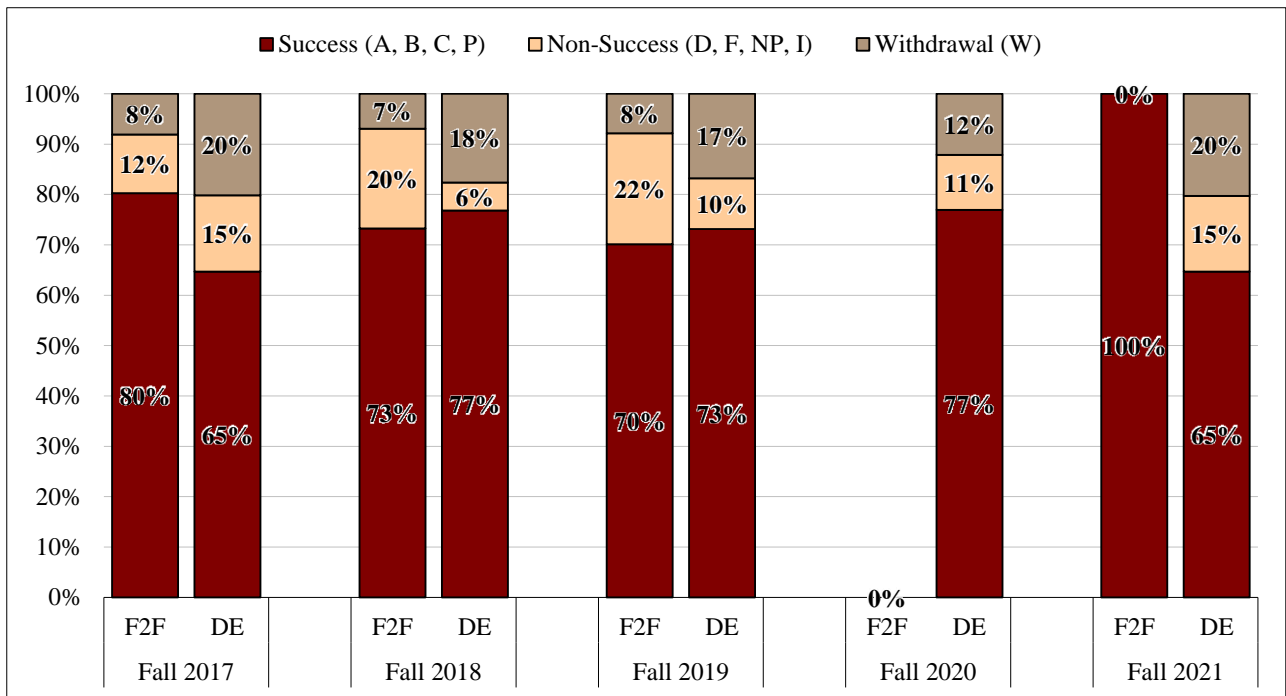 Success (A, B, C, P) Non-Success (D, F, NP, I) Withdrawal (W)
100% 8% 20% 7% 18% 8% 17% 12% 0% 20%
90%
12% 15% 20% 6% 22% 10% 11% 15%
80%
70%
60%
50% 100%
40% 80% 65% 73% 77% 70% 73% 77% 65%
30%
20%
10%
0% 0%
F2F DE F2F DE F2F DE F2F DE F2F DE
Fall 2017 Fall 2018 Fall 2019 Fall 2020 Fall 2021